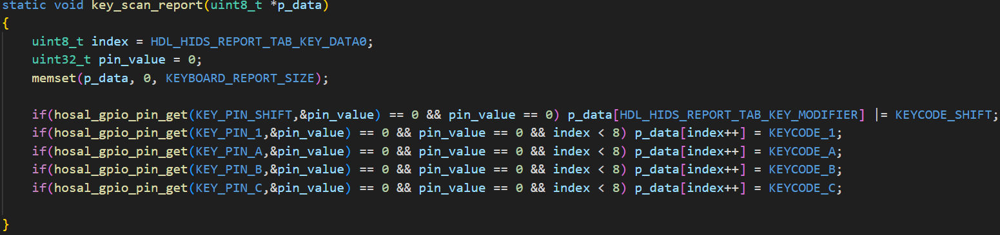 static void key_scan_report(uint8_t *p_data)
{
    uint8_t index = HDL_HIDS_REPORT_TAB_KEY_DATA0;
    uint32_t pin_value = 0;
    memset(p_data, 0, KEYBOARD_REPORT_SIZE);

    if(hosal_gpio_pin_get(KEY_PIN_SHIFT,&pin_value) == 0 && pin_value == 0) p_data[HDL_HIDS_REPORT_TAB_KEY_MODIFIER] |= KEYCODE_SHIFT;
    if(hosal_gpio_pin_get(KEY_PIN_1,&pin_value) == 0 && pin_value == 0 && index < 8) p_data[index++] = KEYCODE_1;
    if(hosal_gpio_pin_get(KEY_PIN_A,&pin_value) == 0 && pin_value == 0 && index < 8) p_data[index++] = KEYCODE_A;
    if(hosal_gpio_pin_get(KEY_PIN_B,&pin_value) == 0 && pin_value == 0 && index < 8) p_data[index++] = KEYCODE_B;
    if(hosal_gpio_pin_get(KEY_PIN_C,&pin_value) == 0 && pin_value == 0 && index < 8) p_data[index++] = KEYCODE_C;

}